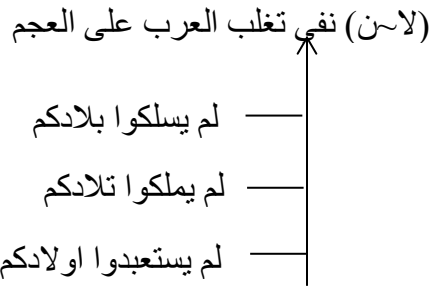 (لا~ن) نفي تغلب العرب على العجم
لم يسلكوا بلادكم
لم يملكوا تلادكم
لم يستعبدوا اولادكم